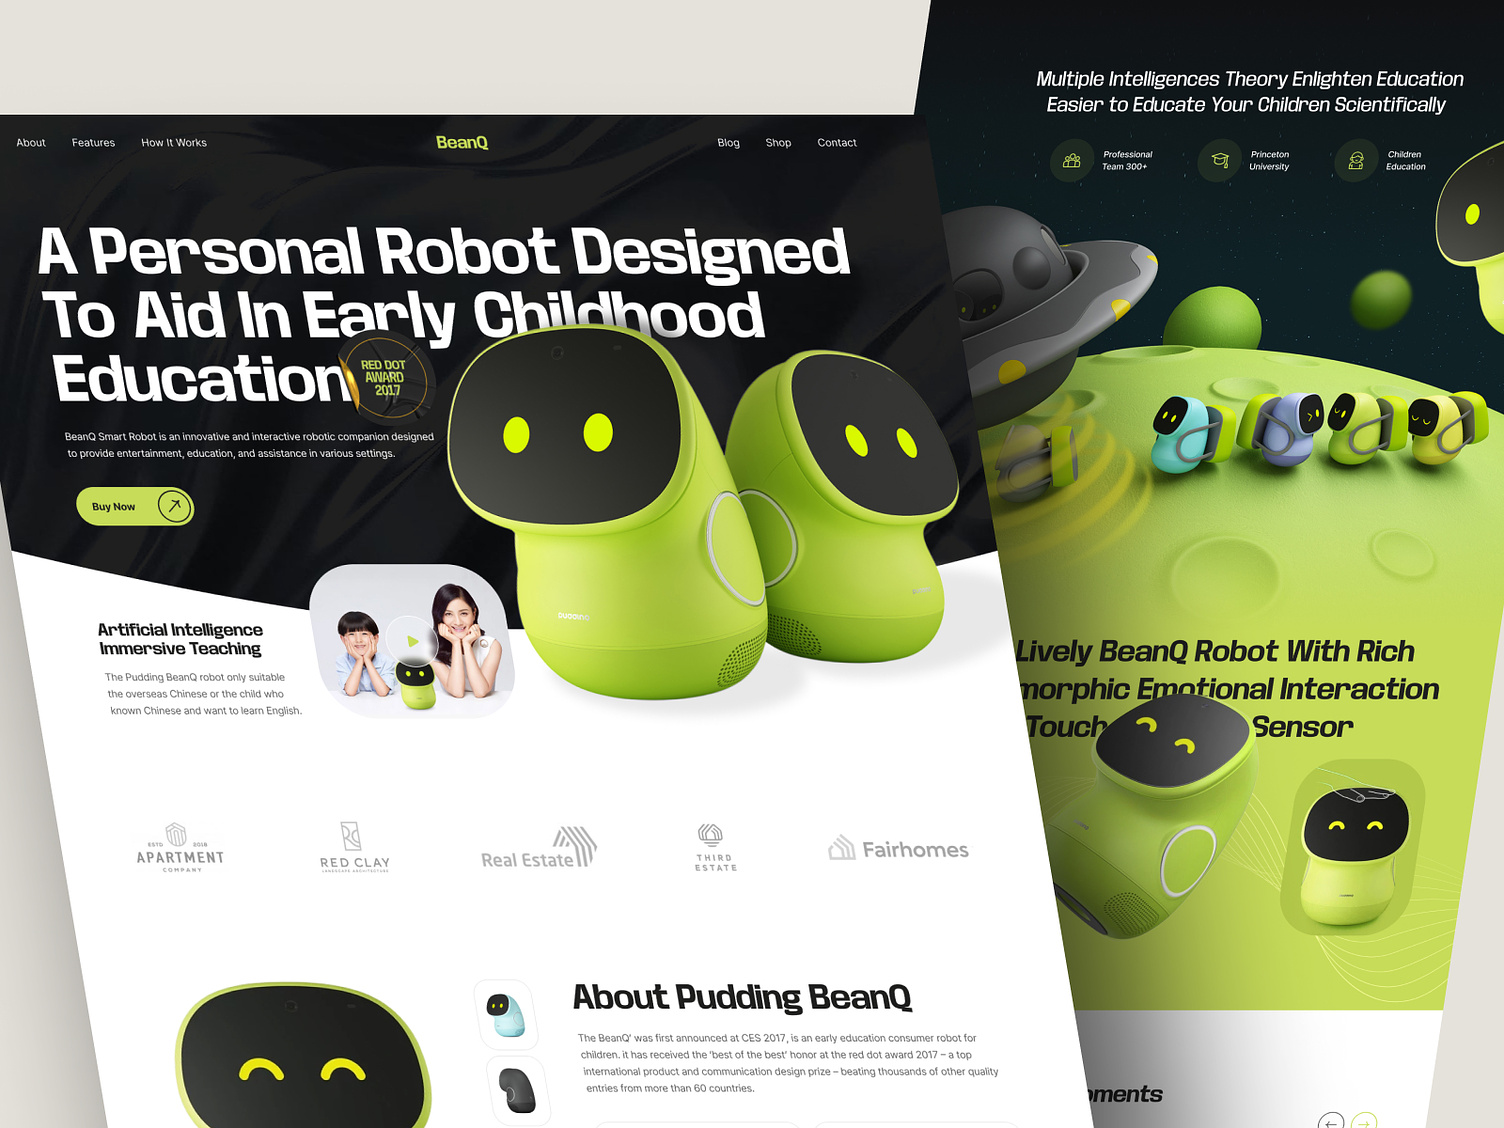 About
Features
How It Works
BeanQ
Blog
Shop
Contact
A Personal Robot Designed
To Aid In Early Childhood
Education
RED DOT
AWARD
2017
BeanQ Smart Robot is an innovative and interactive robotic companion designed
to provide entertainment, education, and assistance in various settings.
Buy Now
PUDDING
Artificial Intelligence
Immersive Teaching
The Pudding BeanQ robot only suitable
the overseas Chinese or the child who
known Chinese and want to learn English.
ESTD 2018
APARTMENT
COMPANY
RED CLAY
LANDSCAPE ARCHITECTURE
Real Estate
THIRD
ESTATE
Fairhomes
About Pudding BeanQ
The BeanQ' was first announced at CES 2017, is an early education consumer robot for
children. it has received the 'best of the best' honor at the red dot award 2017 – a top
international product and communication design prize – beating thousands of other quality
entries from more than 60 countries.
Multiple Intelligences Theory Enlighten Education
Easier to Educate Your Children Scientifically
Professional
Team 300+
Princeton
University
Children
Education
Lively BeanQ Robot With Rich
morphic Emotional Interaction
Touch Sensor
oments